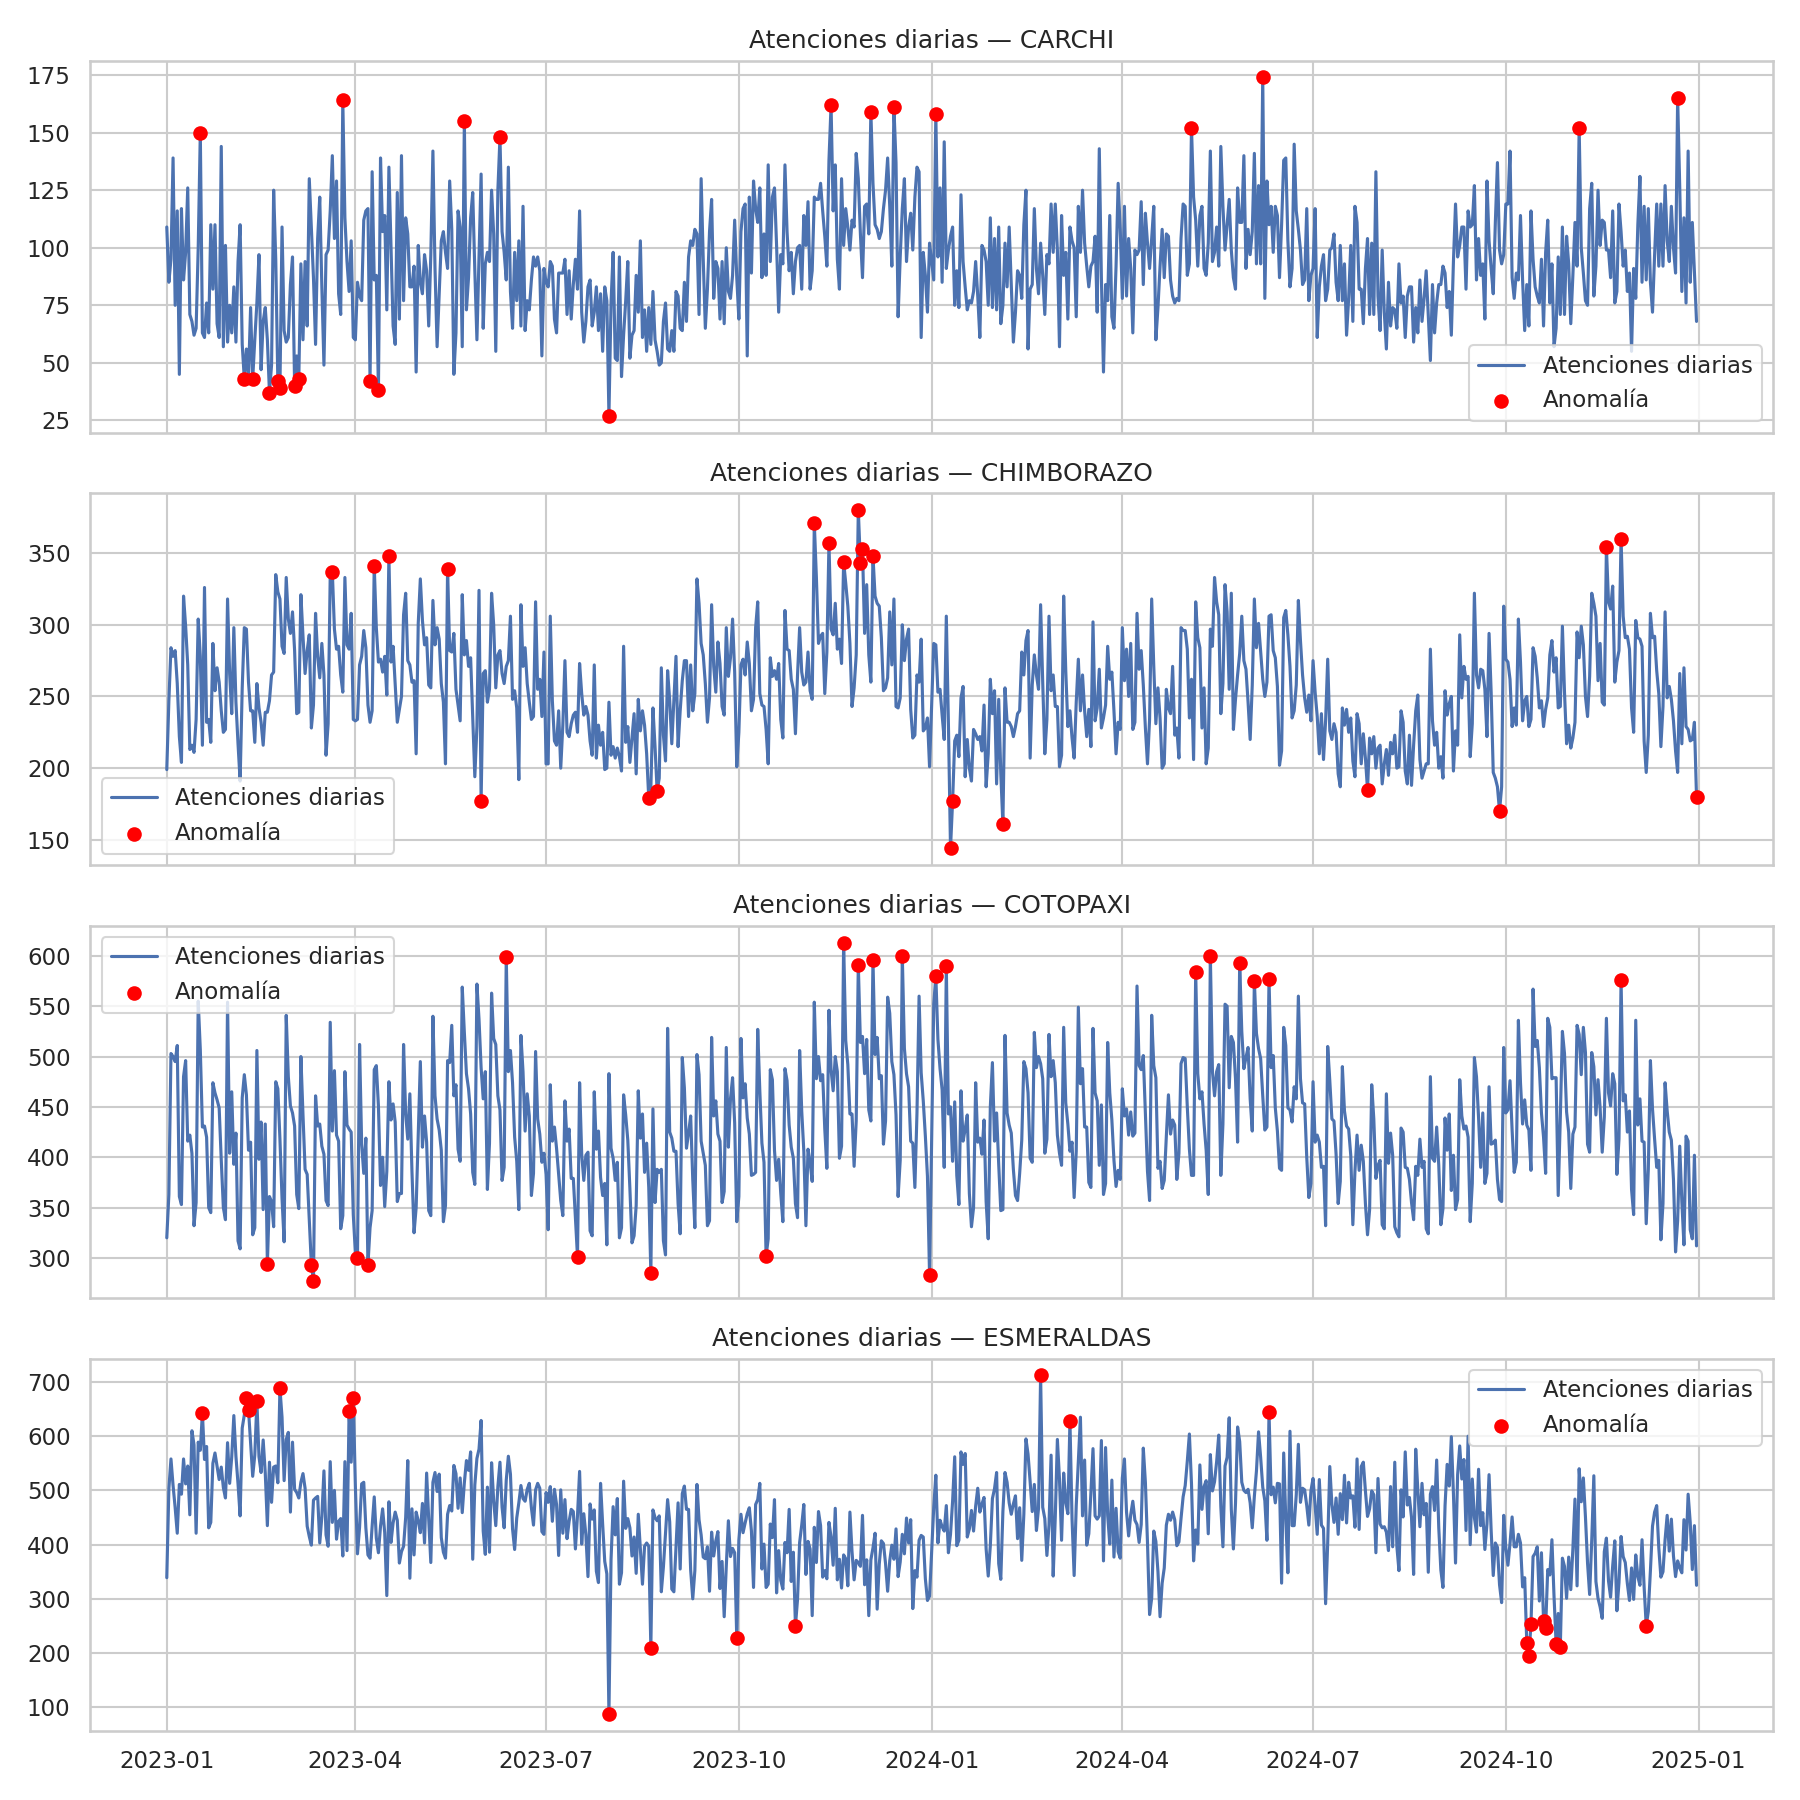 Atenciones diarias — CARCHI
175
150
125
100
75
50
25
Atenciones diarias
Anomalía
Atenciones diarias — CHIMBORAZO
350
300
250
200
150
Atenciones diarias
Anomalía
Atenciones diarias — COTOPAXI
600
550
500
450
400
350
300
Atenciones diarias
Anomalía
Atenciones diarias — ESMERALDAS
700
600
500
400
300
200
100
Atenciones diarias
Anomalía
2023-01 2023-04 2023-07 2023-10 2024-01 2024-04 2024-07 2024-10 2025-01